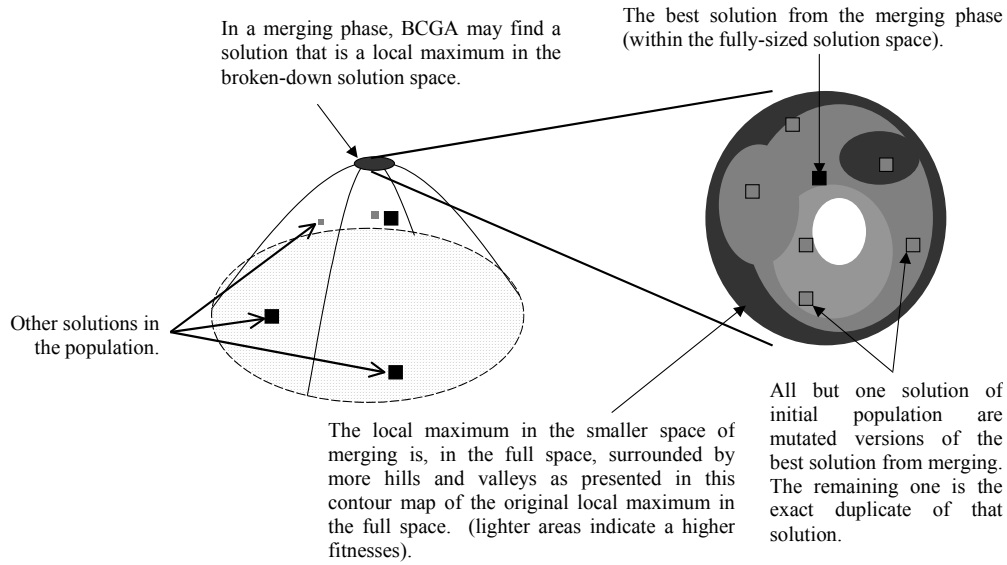 In a merging phase, BCGA may find a
solution that is a local maximum in the
broken-down solution space.
The best solution from the merging phase
(within the fully-sized solution space).
Other solutions in
the population.
The local maximum in the smaller space of
merging is, in the full space, surrounded by
more hills and valleys as presented in this
contour map of the original local maximum in
the full space. (lighter areas indicate a higher
fitnesses).
All but one solution of
initial population are
mutated versions of the
best solution from merging.
The remaining one is the
exact duplicate of that
solution.